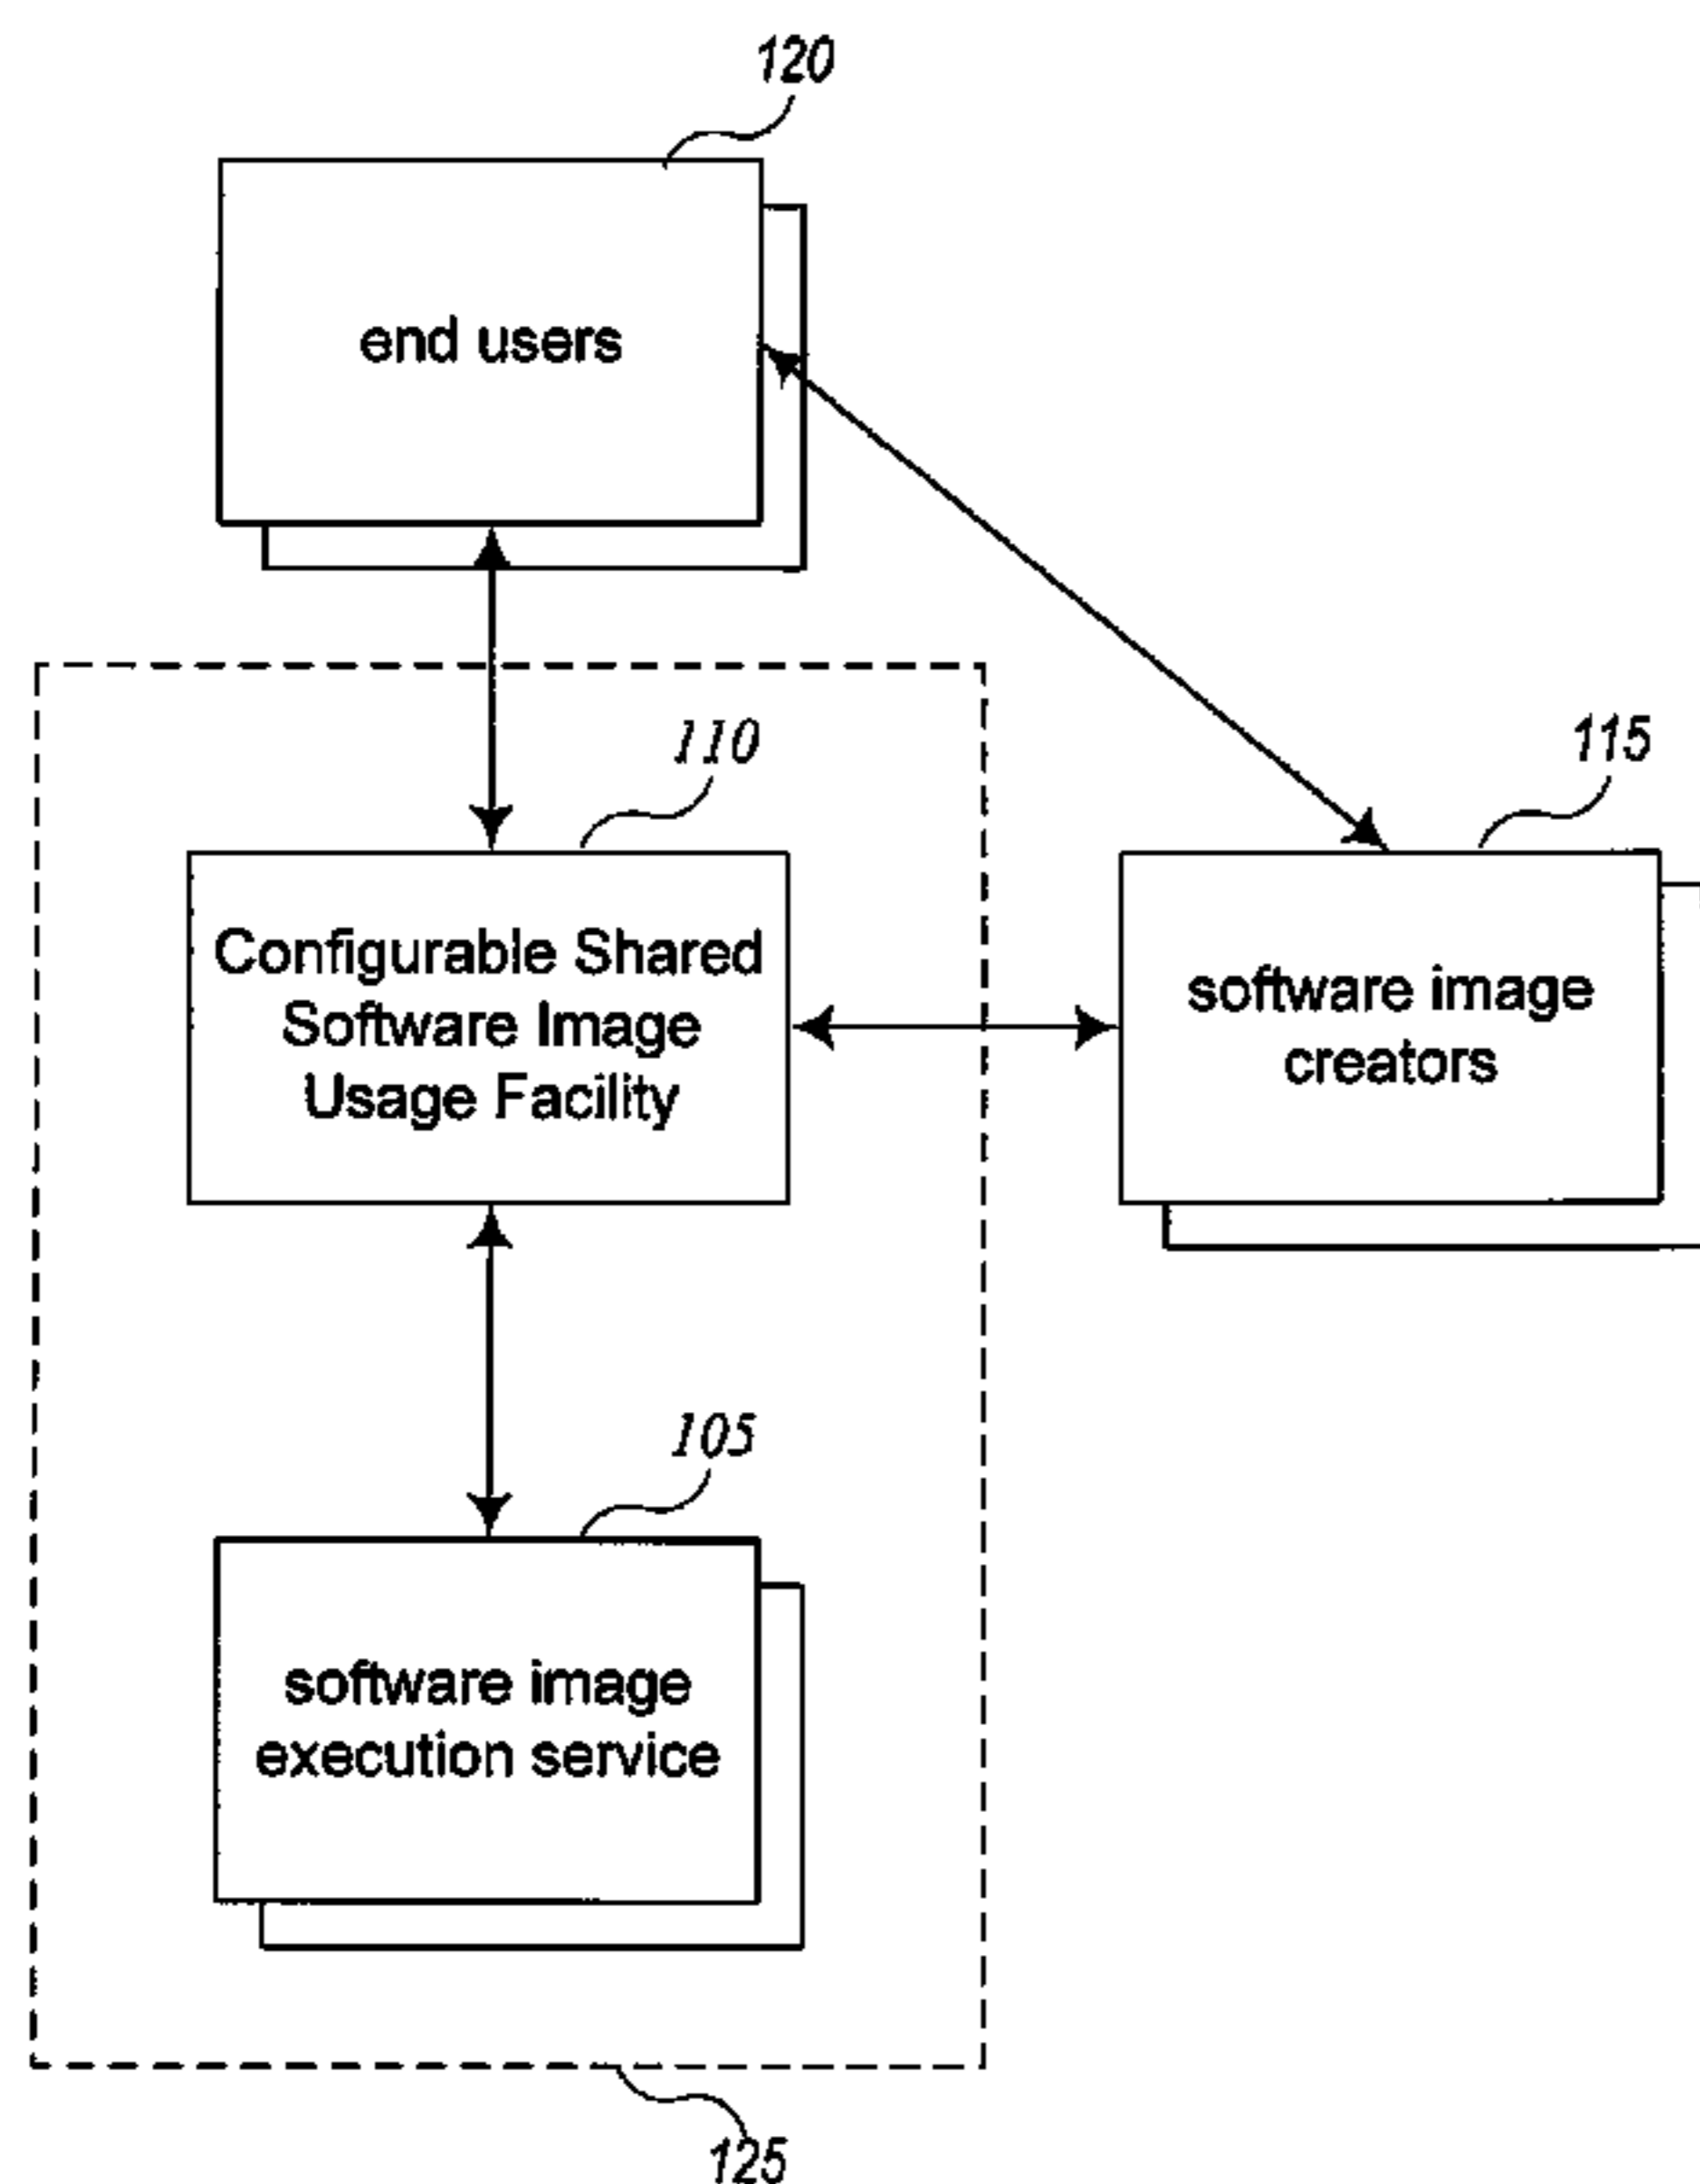 120
end users
110
115
Configurable Shared
Software Image
Usage Facility
software image
creators
105
software image
execution service
125